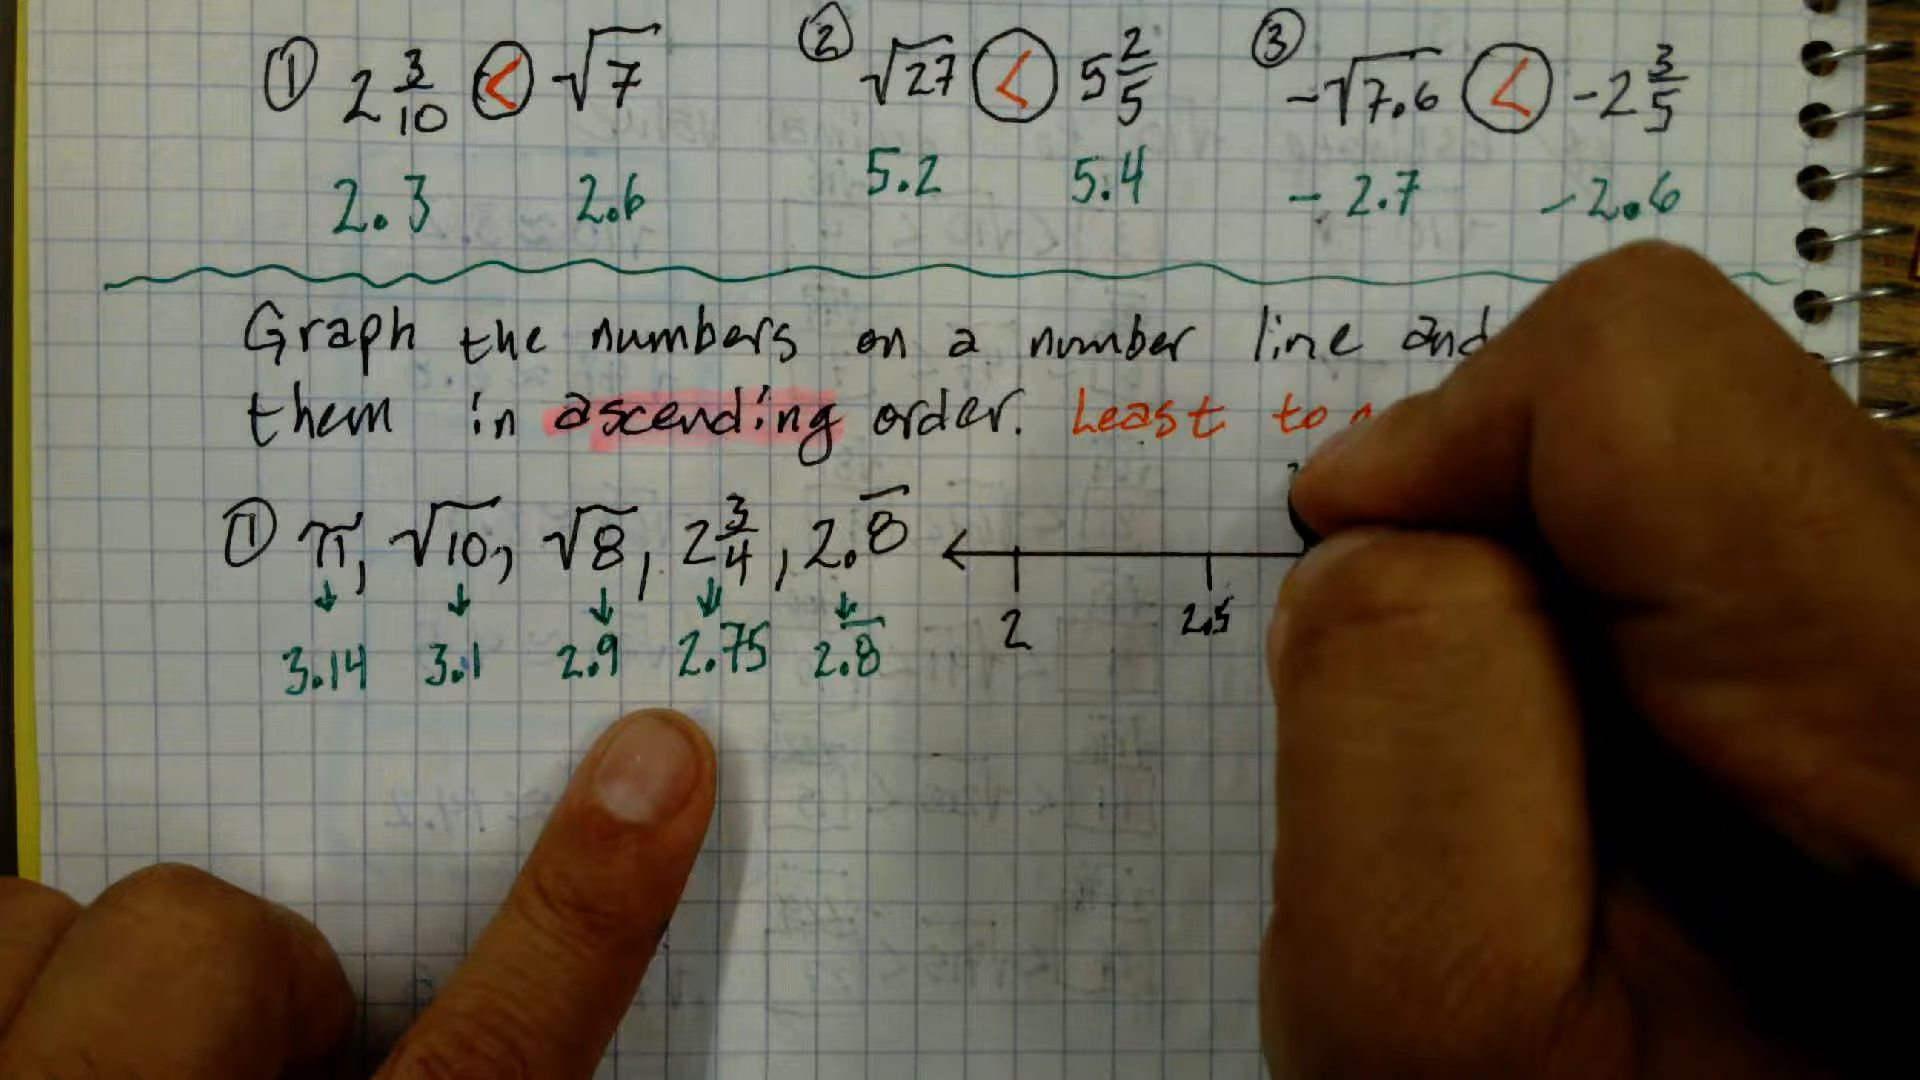 ① 2 3/10 < √7 ② √27 < 5 2/5 ③ -√7.6 < -2 3/5
2.3 2.6 5.2 5.4 -2.7 -2.6
Graph the numbers on a number line and
them in ascending order. Least to
① π, √10, √8, 2 3/4, 2.8̅
↓ ↓ ↓ ↓ ↓
3.14 3.1 2.9 2.75 2.8̅
2 2.5